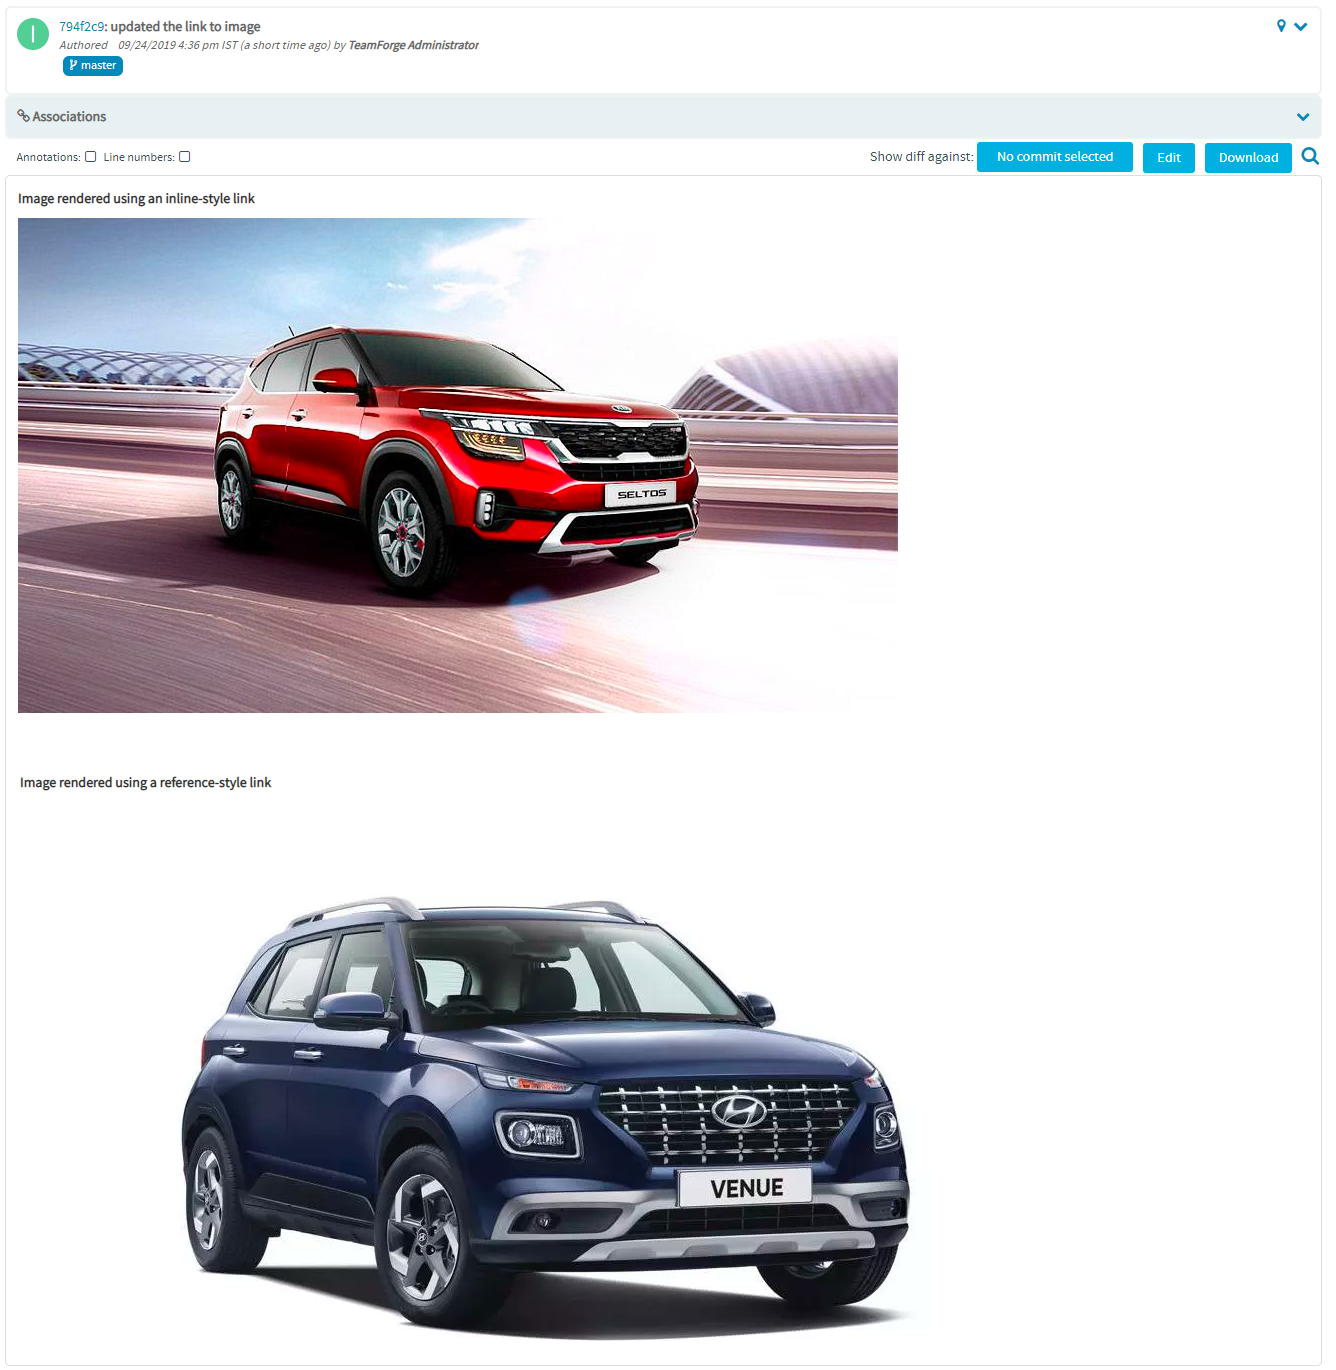 794f2c9: updated the link to image
Authored 09/24/2019 4:36 pm IST (a short time ago) by TeamForge Administrator
master
Associations
Annotations: Line numbers: Show diff against: No commit selected Edit Download
Image rendered using an inline-style link
SELTOS
Image rendered using a reference-style link
VENUE